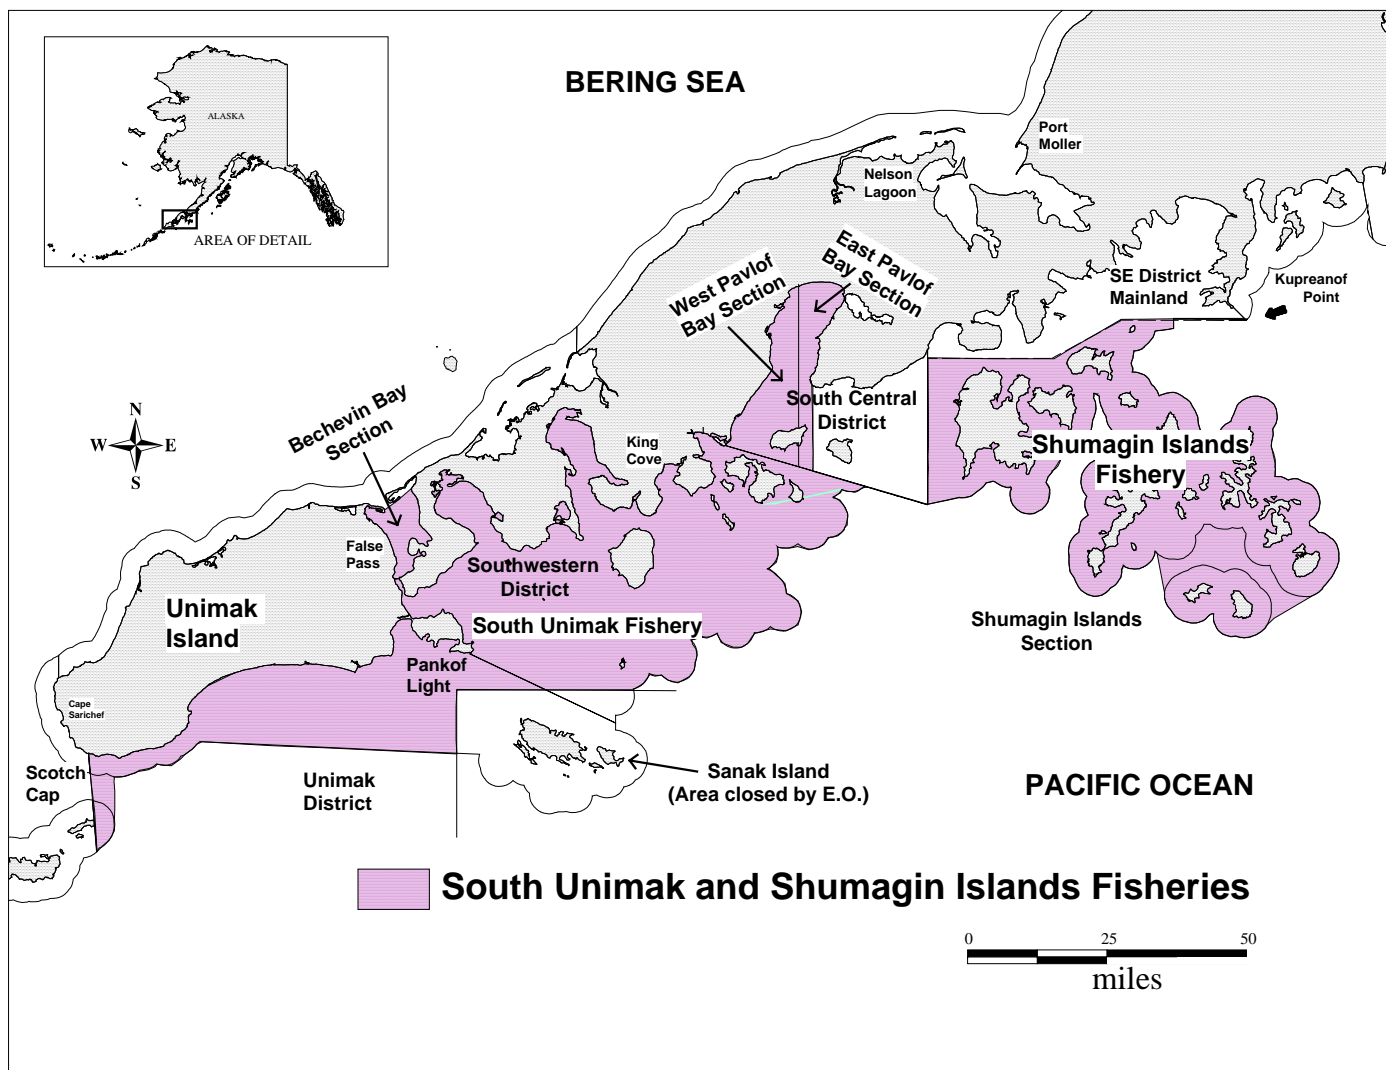 BERING SEA
ALASKA
AREA OF DETAIL
Port
Moller
Nelson
Lagoon
East Pavlof
Bay Section
West Pavlof
Bay Section
SE District
Mainland
Kupreanof
Point
South Central
District
Shumagin Islands
Fishery
Bechevin Bay
Section
N
W
E
S
King
Cove
False
Pass
Southwestern
District
Unimak
Island
South Unimak Fishery
Shumagin Islands
Section
Pankof
Light
Cape
Sarichef
Scotch
Cap
Unimak
District
Sanak Island
(Area closed by E.O.)
PACIFIC OCEAN
South Unimak and Shumagin Islands Fisheries
0
25
50
miles